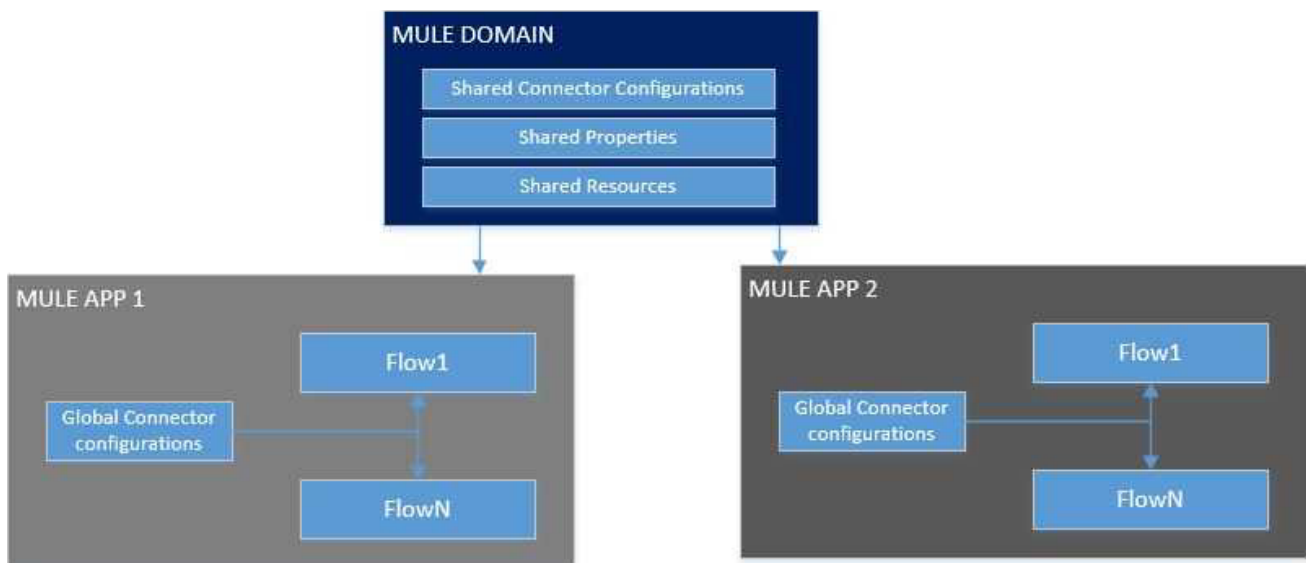 MULE DOMAIN
Shared Connector Configurations
Shared Properties
Shared Resources
MULE APP 1
Flow1
Global Connector
configurations
FlowN
MULE APP 2
Flow1
Global Connector
configurations
FlowN